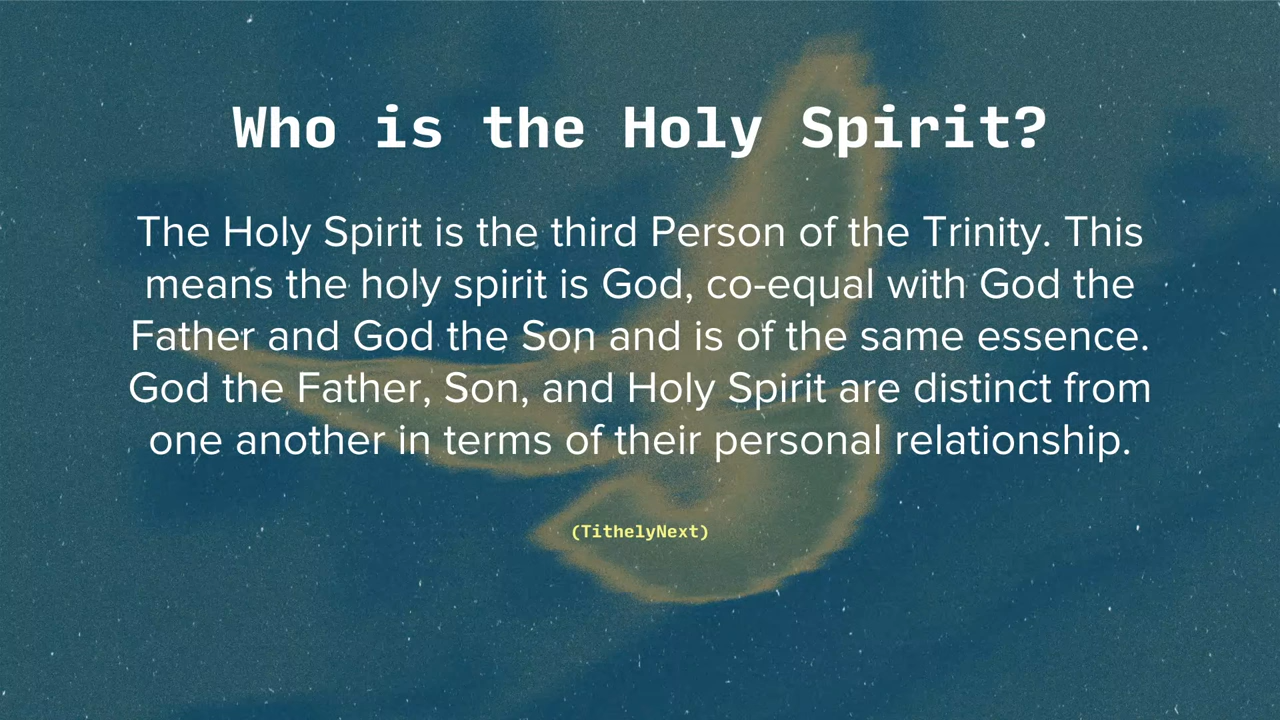 Who is the Holy Spirit?
The Holy Spirit is the third Person of the Trinity. This
means the holy spirit is God, co-equal with God the
Father and God the Son and is of the same essence.
God the Father, Son, and Holy Spirit are distinct from
one another in terms of their personal relationship.
(TithelyNext)